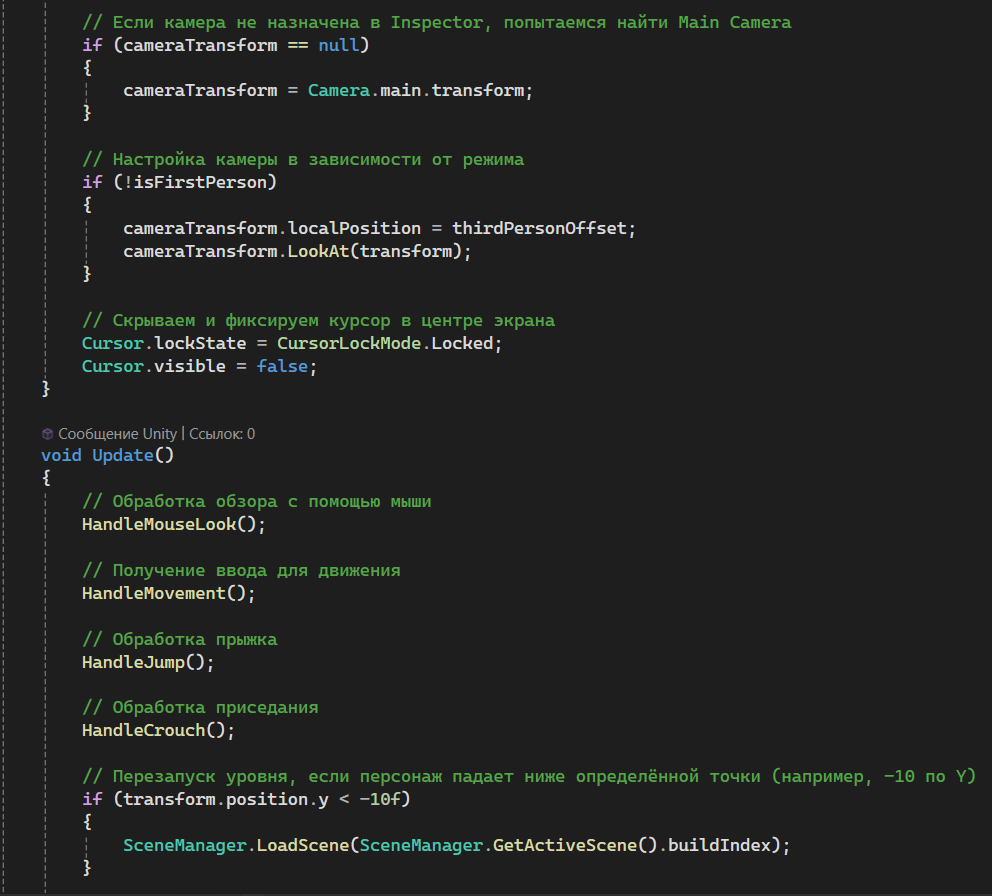 // Если камера не назначена в Inspector, попытаемся найти Main Camera
if (cameraTransform == null)
{
cameraTransform = Camera.main.transform;
}
// Настройка камеры в зависимости от режима
if (!isFirstPerson)
{
cameraTransform.localPosition = thirdPersonOffset;
cameraTransform.LookAt(transform);
}
// Скрываем и фиксируем курсор в центре экрана
Cursor.lockState = CursorLockMode.Locked;
Cursor.visible = false;
}
Сообщение Unity | Ссылок: 0
void Update()
{
// Обработка обзора с помощью мыши
HandleMouseLook();
// Получение ввода для движения
HandleMovement();
// Обработка прыжка
HandleJump();
// Обработка приседания
HandleCrouch();
// Перезапуск уровня, если персонаж падает ниже определённой точки (например, -10 по Y)
if (transform.position.y < -10f)
{
SceneManager.LoadScene(SceneManager.GetActiveScene().buildIndex);
}